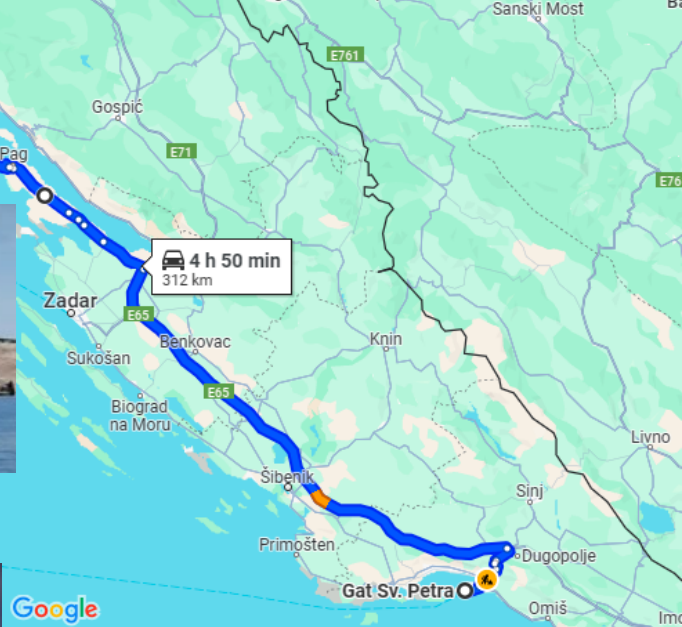 Sanski Most
E761
Gospić
E71
Pag
E76
4 h 50 min
312 km
Zadar
E65
Benkovac
Knin
Sukošan
E65
Biograd
na Moru
Livno
Šibenik
Sinj
Primošten
Dugopolje
Gat Sv. Petra
Omiš
Google